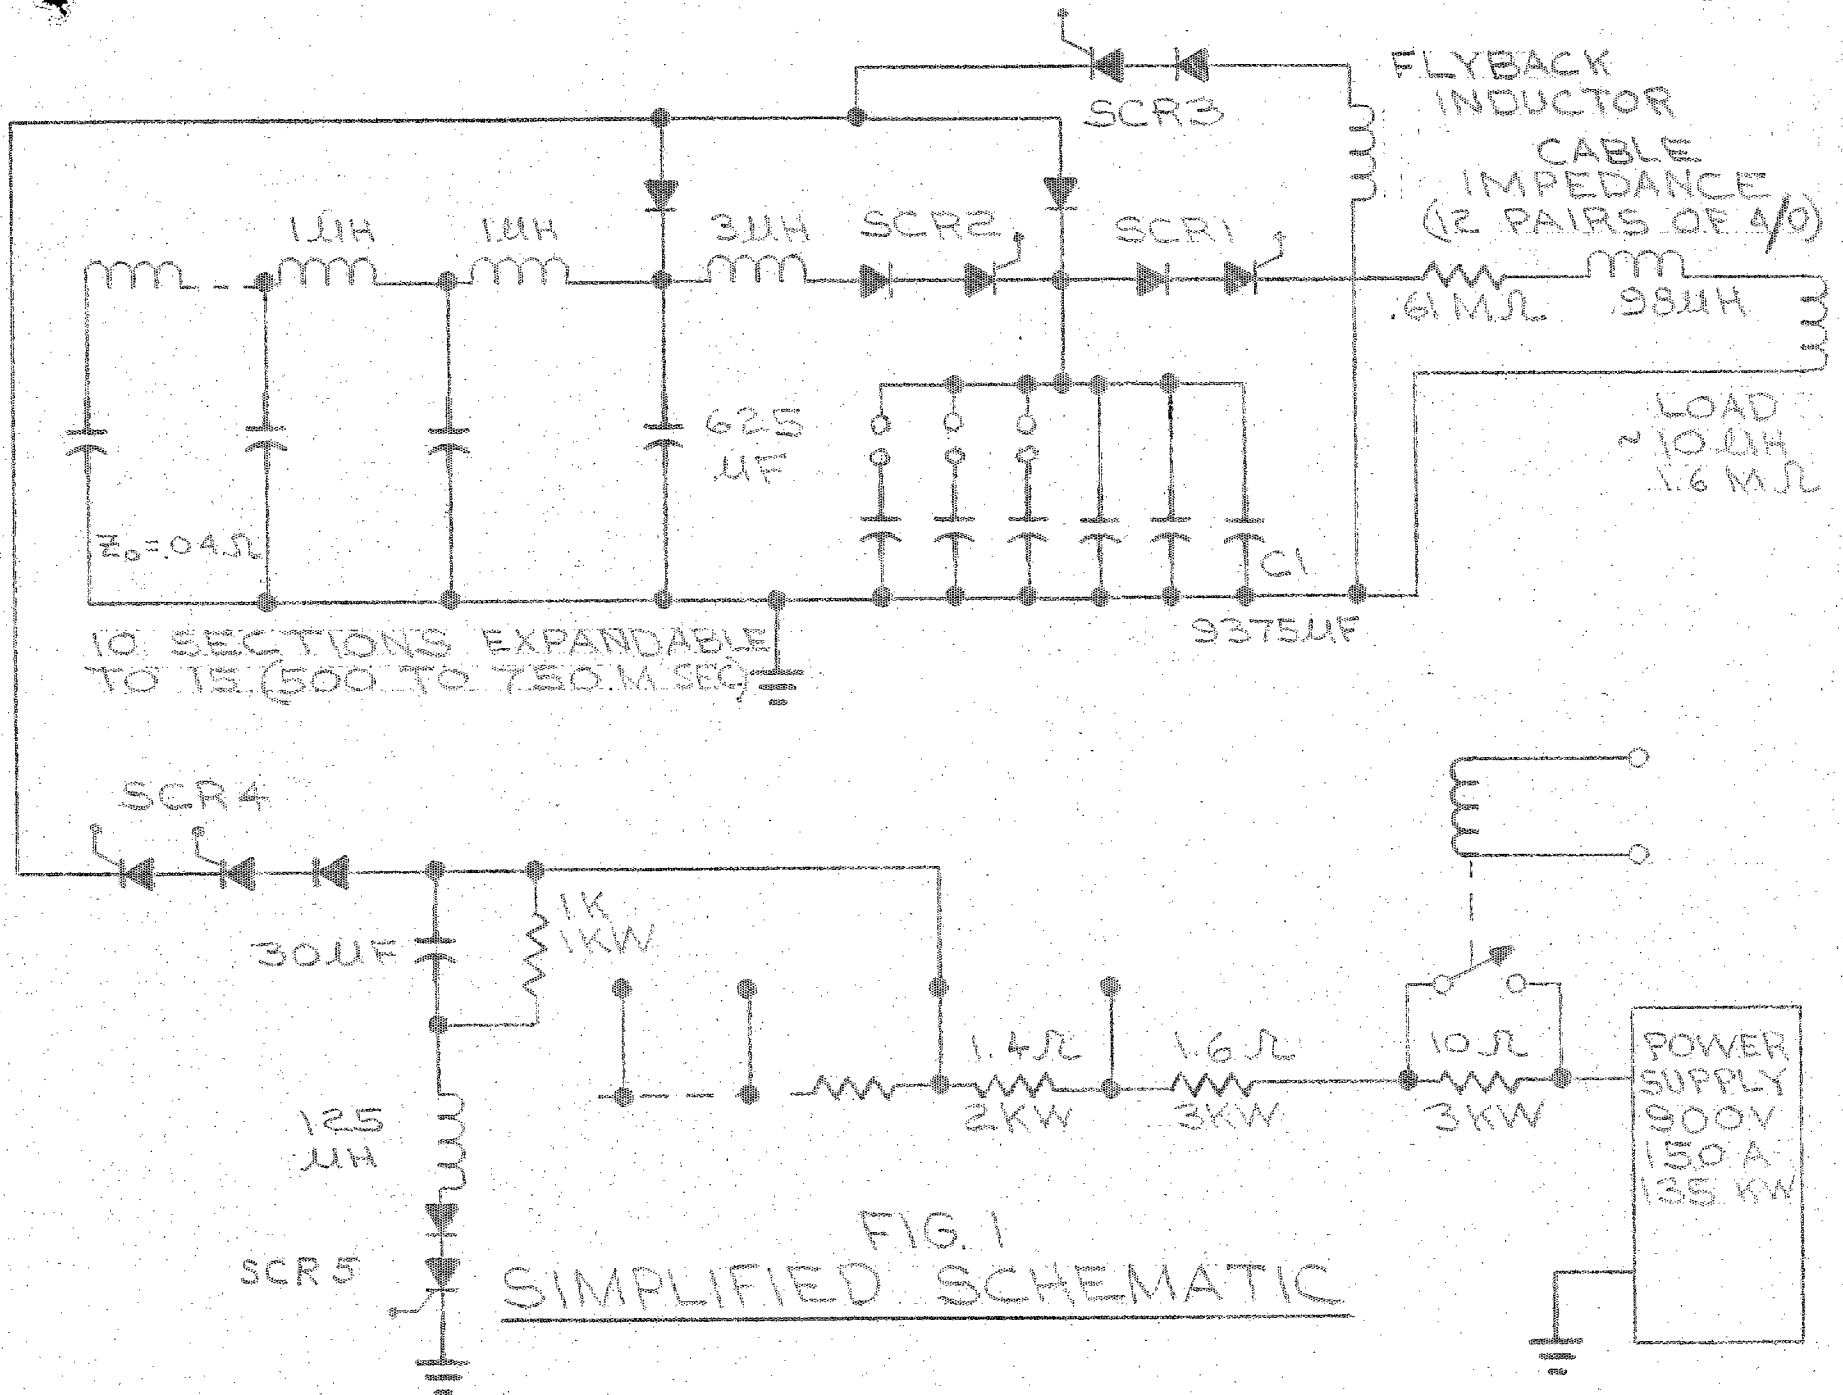 FLYBACK
INDUCTOR
SCR3
CABLE
IMPEDANCE
(12 PAIRS OF 4/0)
1µH
1µH
3µH
SCR2
SCR1
.61 MΩ
.98µH
625
µF
LOAD
~ 10 µH
1.6 MΩ
Z₀=.04Ω
C1
9375µF
10 SECTIONS EXPANDABLE
TO 15 (500 TO 750 M SEC)
SCR4
30µF
1K
1KW
1.4Ω
2KW
1.6Ω
3KW
10Ω
3KW
POWER
SUPPLY
900V
150 A
135 KW
125
µH
SCR5
FIG. 1
SIMPLIFIED SCHEMATIC